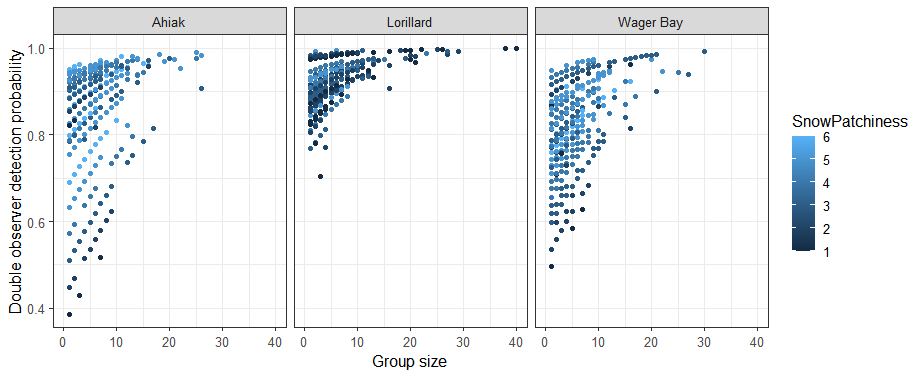 Ahiak
Lorillard
Wager Bay
Double observer detection probability
1.0
0.8
0.6
0.4
0 10 20 30 40
0 10 20 30 40
0 10 20 30 40
Group size
SnowPatchiness
6
5
4
3
2
1